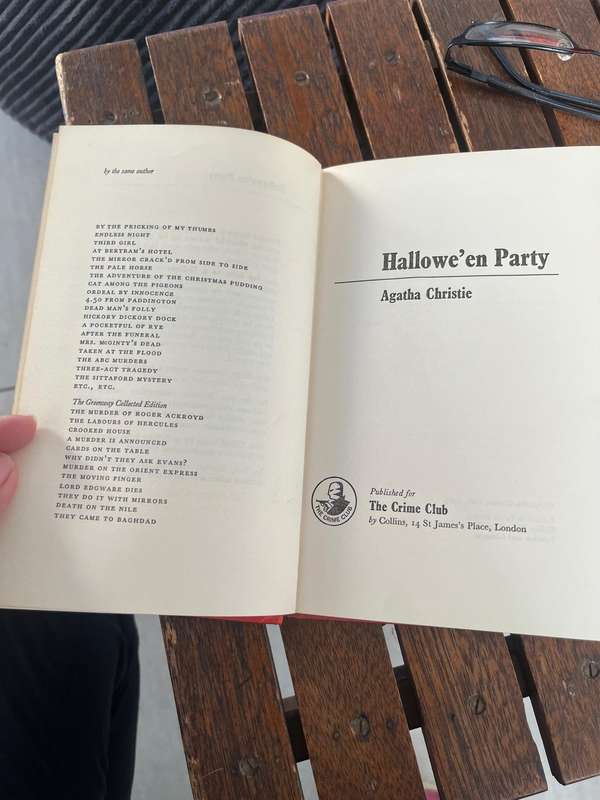 by the same author
BY THE PRICKING OF MY THUMBS
ENDLESS NIGHT
THIRD GIRL
AT BERTRAM'S HOTEL
THE MIRROR CRACK'D FROM SIDE TO SIDE
THE PALE HORSE
THE ADVENTURE OF THE CHRISTMAS PUDDING
CAT AMONG THE PIGEONS
ORDEAL BY INNOCENCE
4.50 FROM PADDINGTON
DEAD MAN'S FOLLY
HICKORY DICKORY DOCK
A POCKETFUL OF RYE
AFTER THE FUNERAL
MRS. MCGINTY'S DEAD
TAKEN AT THE FLOOD
THE ABC MURDERS
THREE-ACT TRAGEDY
THE SITTAFORD MYSTERY
ETC., ETC.
The Greenway Collected Edition
THE MURDER OF ROGER ACKROYD
THE LABOURS OF HERCULES
CROOKED HOUSE
A MURDER IS ANNOUNCED
CARDS ON THE TABLE
WHY DIDN'T THEY ASK EVANS?
MURDER ON THE ORIENT EXPRESS
THE MOVING FINGER
LORD EDGWARE DIES
THEY DO IT WITH MIRRORS
DEATH ON THE NILE
THEY CAME TO BAGHDAD
Hallowe'en Party
Agatha Christie
THE CRIME CLUB
Published for
The Crime Club
by Collins, 14 St James's Place, London